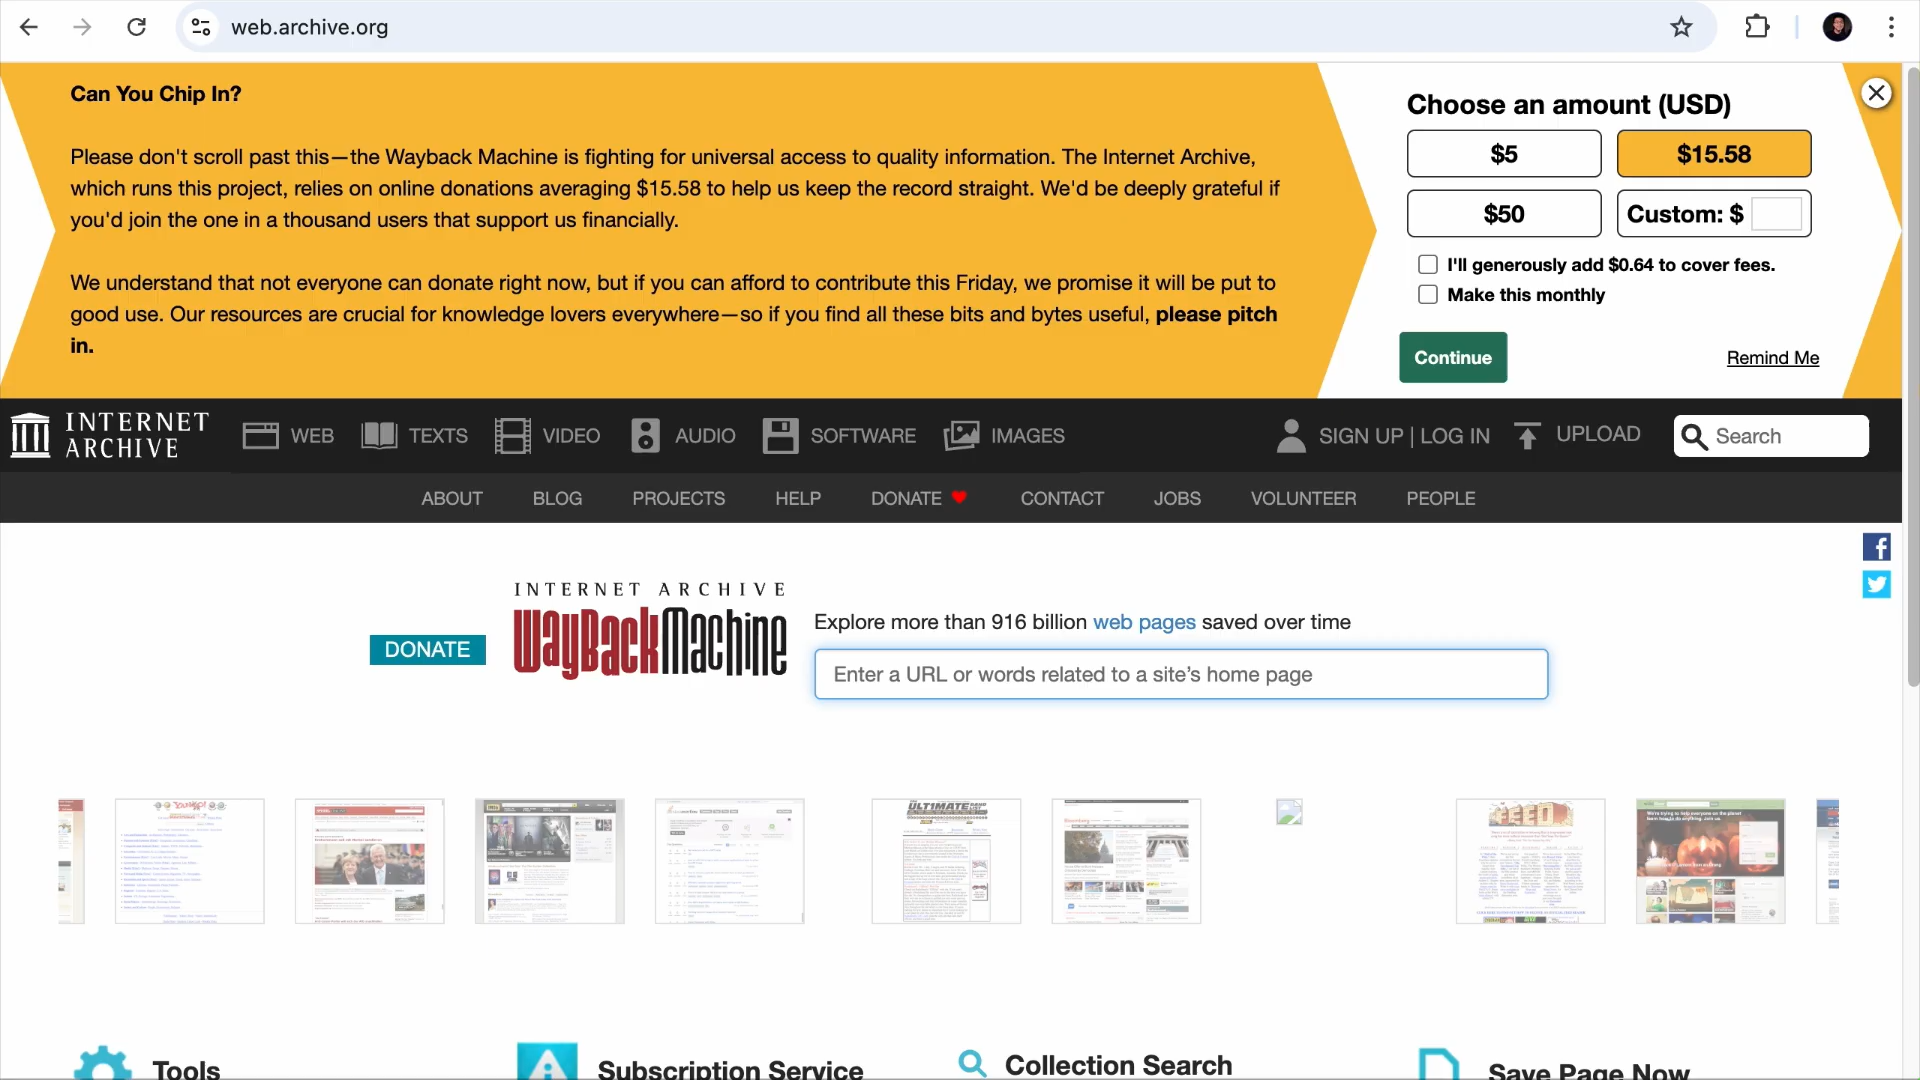 web.archive.org
Can You Chip In?
Please don't scroll past this—the Wayback Machine is fighting for universal access to quality information. The Internet Archive,
which runs this project, relies on online donations averaging $15.58 to help us keep the record straight. We'd be deeply grateful if
you'd join the one in a thousand users that support us financially.
We understand that not everyone can donate right now, but if you can afford to contribute this Friday, we promise it will be put to
good use. Our resources are crucial for knowledge lovers everywhere—so if you find all these bits and bytes useful, please pitch
in.
Choose an amount (USD)
$5
$15.58
$50
Custom: $
I'll generously add $0.64 to cover fees.
Make this monthly
Continue
Remind Me
INTERNET
ARCHIVE
WEB
TEXTS
VIDEO
AUDIO
SOFTWARE
IMAGES
SIGN UP | LOG IN
UPLOAD
Search
ABOUT
BLOG
PROJECTS
HELP
DONATE
CONTACT
JOBS
VOLUNTEER
PEOPLE
DONATE
INTERNET ARCHIVE
WayBackMachine
Explore more than 916 billion web pages saved over time
Enter a URL or words related to a site's home page
YAHOO!
THE ULTIMATE BAND LIST
Bloomberg
FEED
Tools
Subscription Service
Collection Search
Save Page Now